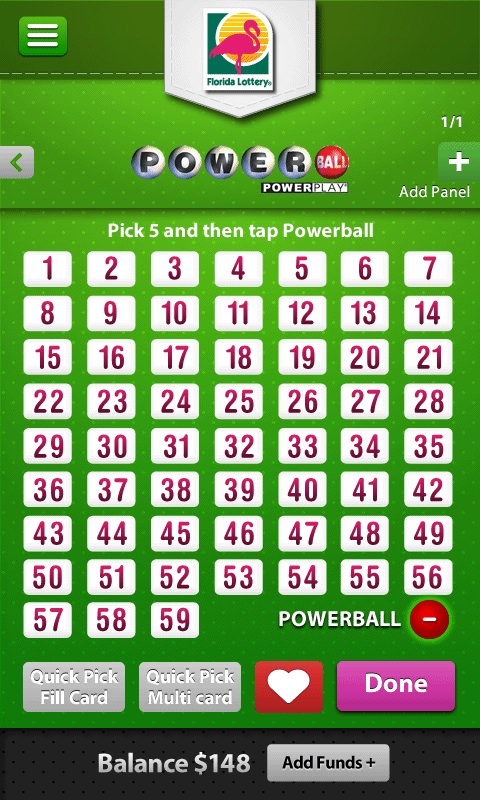 Florida Lottery®
1/1
POWERBALL
POWERPLAY
Add Panel
Pick 5 and then tap Powerball
1 2 3 4 5 6 7
8 9 10 11 12 13 14
15 16 17 18 19 20 21
22 23 24 25 26 27 28
29 30 31 32 33 34 35
36 37 38 39 40 41 42
43 44 45 46 47 48 49
50 51 52 53 54 55 56
57 58 59 POWERBALL -
Quick Pick Quick Pick Done
Fill Card Multi card
Balance $148 Add Funds +